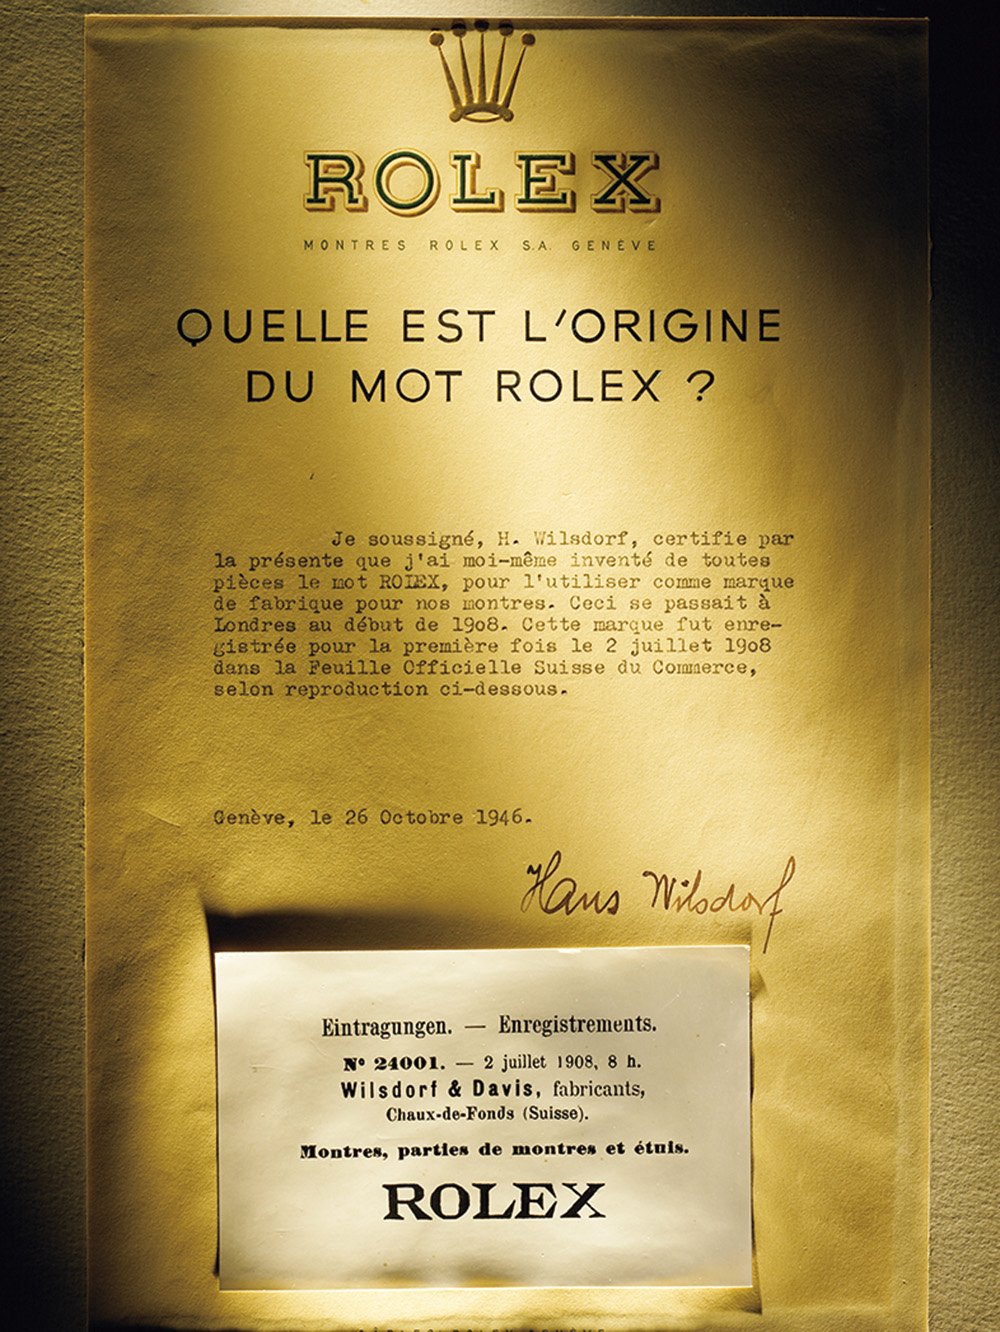 ROLEX
MONTRES ROLEX S.A. GENÈVE
QUELLE EST L'ORIGINE
DU MOT ROLEX ?
Je soussigné, H. Wilsdorf, certifie par
la présente que j'ai moi-même inventé de toutes
pièces le mot ROLEX, pour l'utiliser comme marque
de fabrique pour nos montres. Ceci se passait à
Londres au début de 1908. Cette marque fut enre-
gistrée pour la première fois le 2 juillet 1908
dans la Feuille Officielle Suisse du Commerce,
selon reproduction ci-dessous.
Genève, le 26 Octobre 1946.
Hans Wilsdorf
Eintragungen. — Enregistrements.
Nº 24001. — 2 juillet 1908, 8 h.
Wilsdorf & Davis, fabricants,
Chaux-de-Fonds (Suisse).
Montres, parties de montres et étuis.
ROLEX